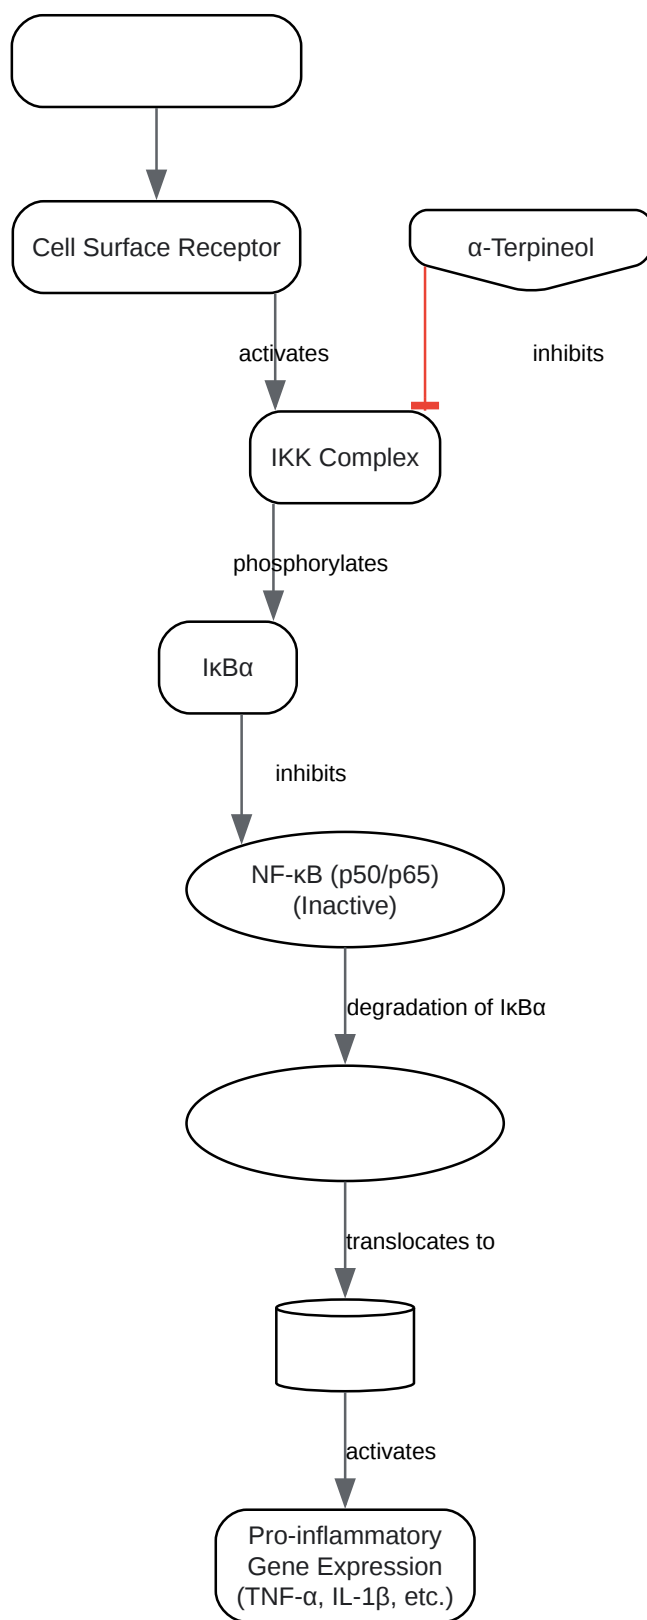 Cell Surface Receptor
α-Terpineol
activates
inhibits
IKK Complex
phosphorylates
IκBα
inhibits
NF-κB (p50/p65)
(Inactive)
degradation of IκBα
translocates to
activates
Pro-inflammatory
Gene Expression
(TNF-α, IL-1β, etc.)